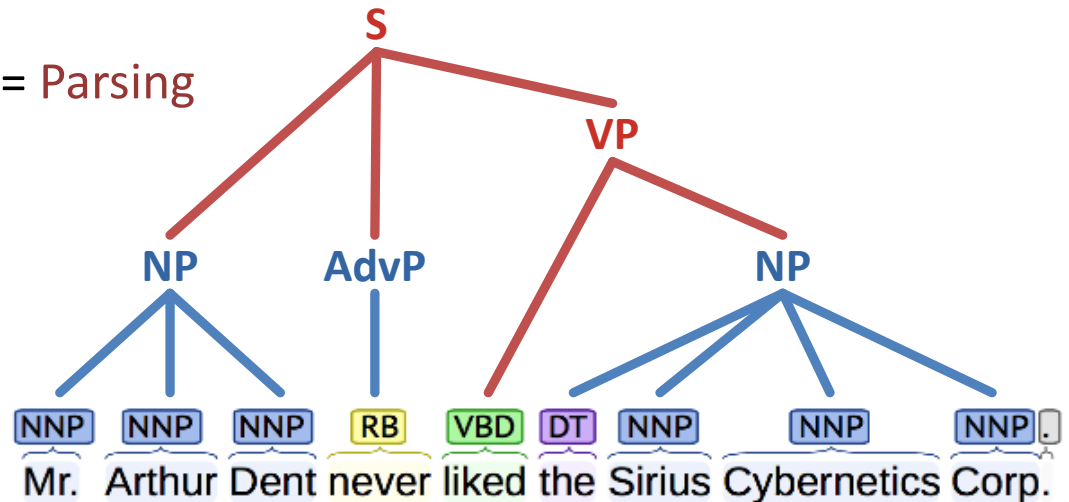 S
= Parsing
VP
NP AdvP NP
NNP NNP NNP RB VBD DT NNP NNP NNP .
Mr. Arthur Dent never liked the Sirius Cybernetics Corp.